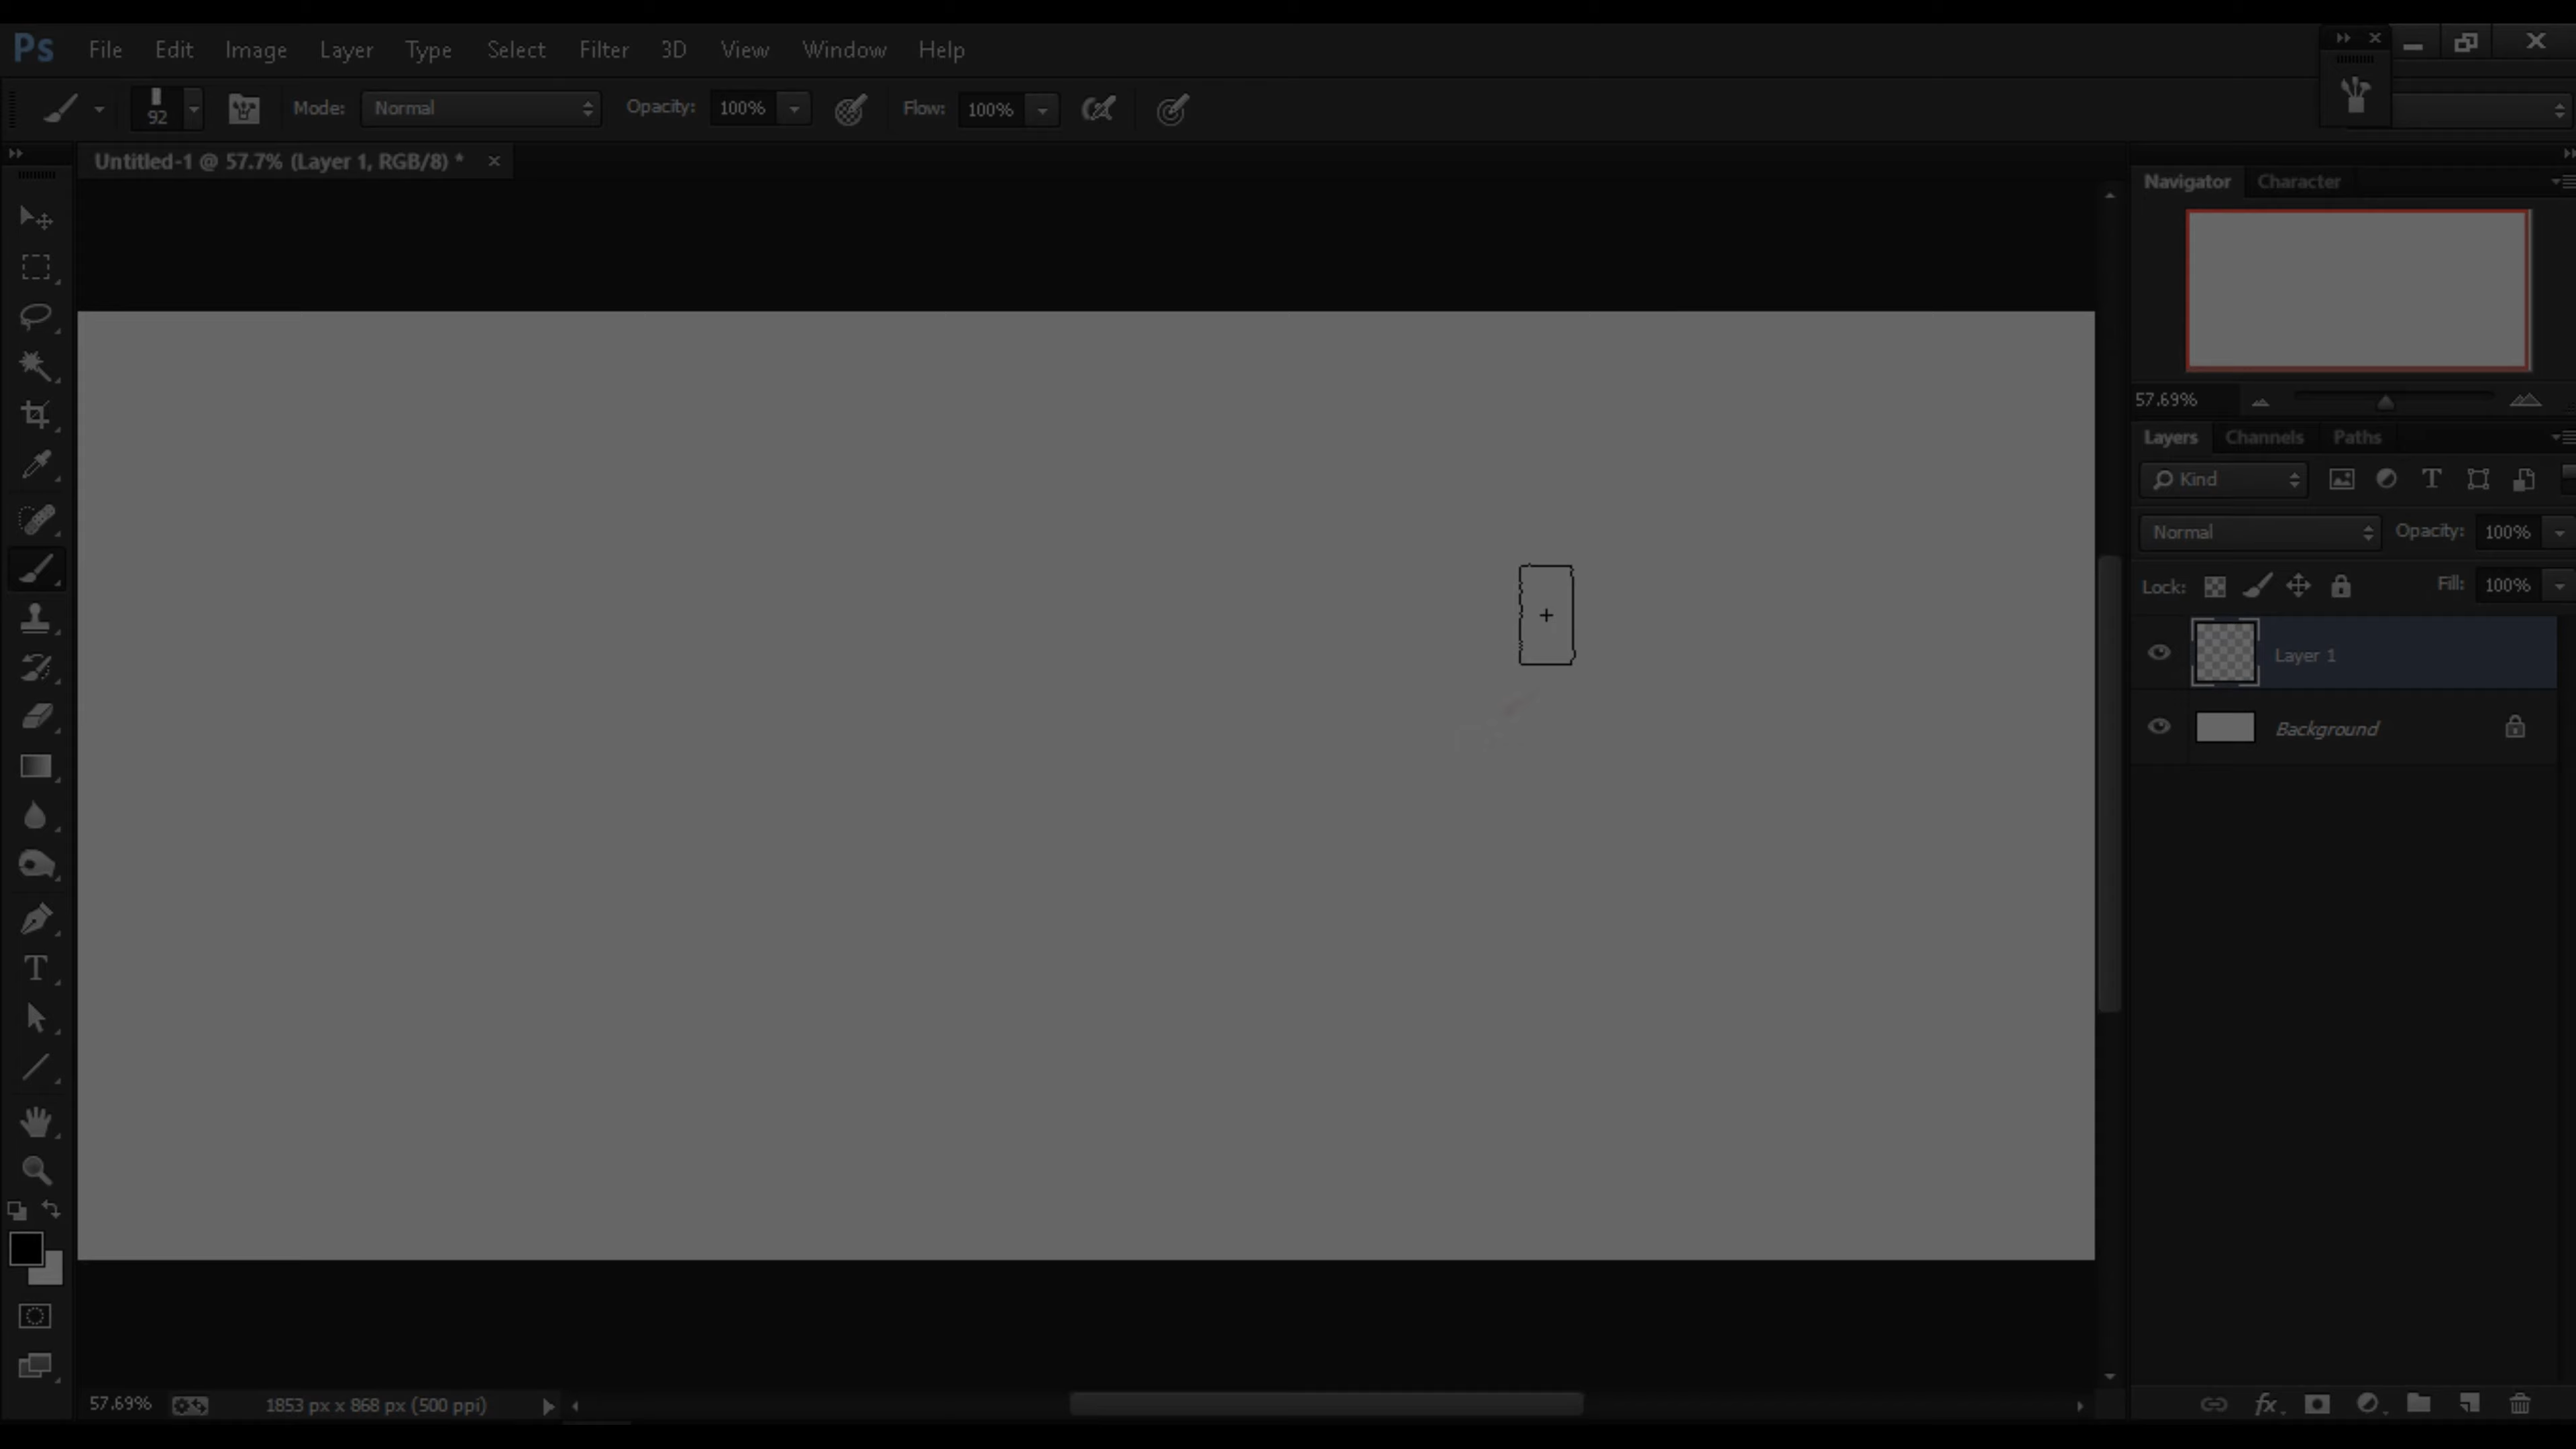 Ps File Edit Image Layer Type Select Filter 3D View Window Help
92 Mode: Normal Opacity: 100% Flow: 100%
Untitled-1 @ 57.7% (Layer 1, RGB/8) *
Navigator Character
57.69%
Layers Channels Paths
Kind
Normal Opacity: 100%
Lock: Fill: 100%
Layer 1
Background
57.69% 1853 px x 868 px (500 ppi)
fx